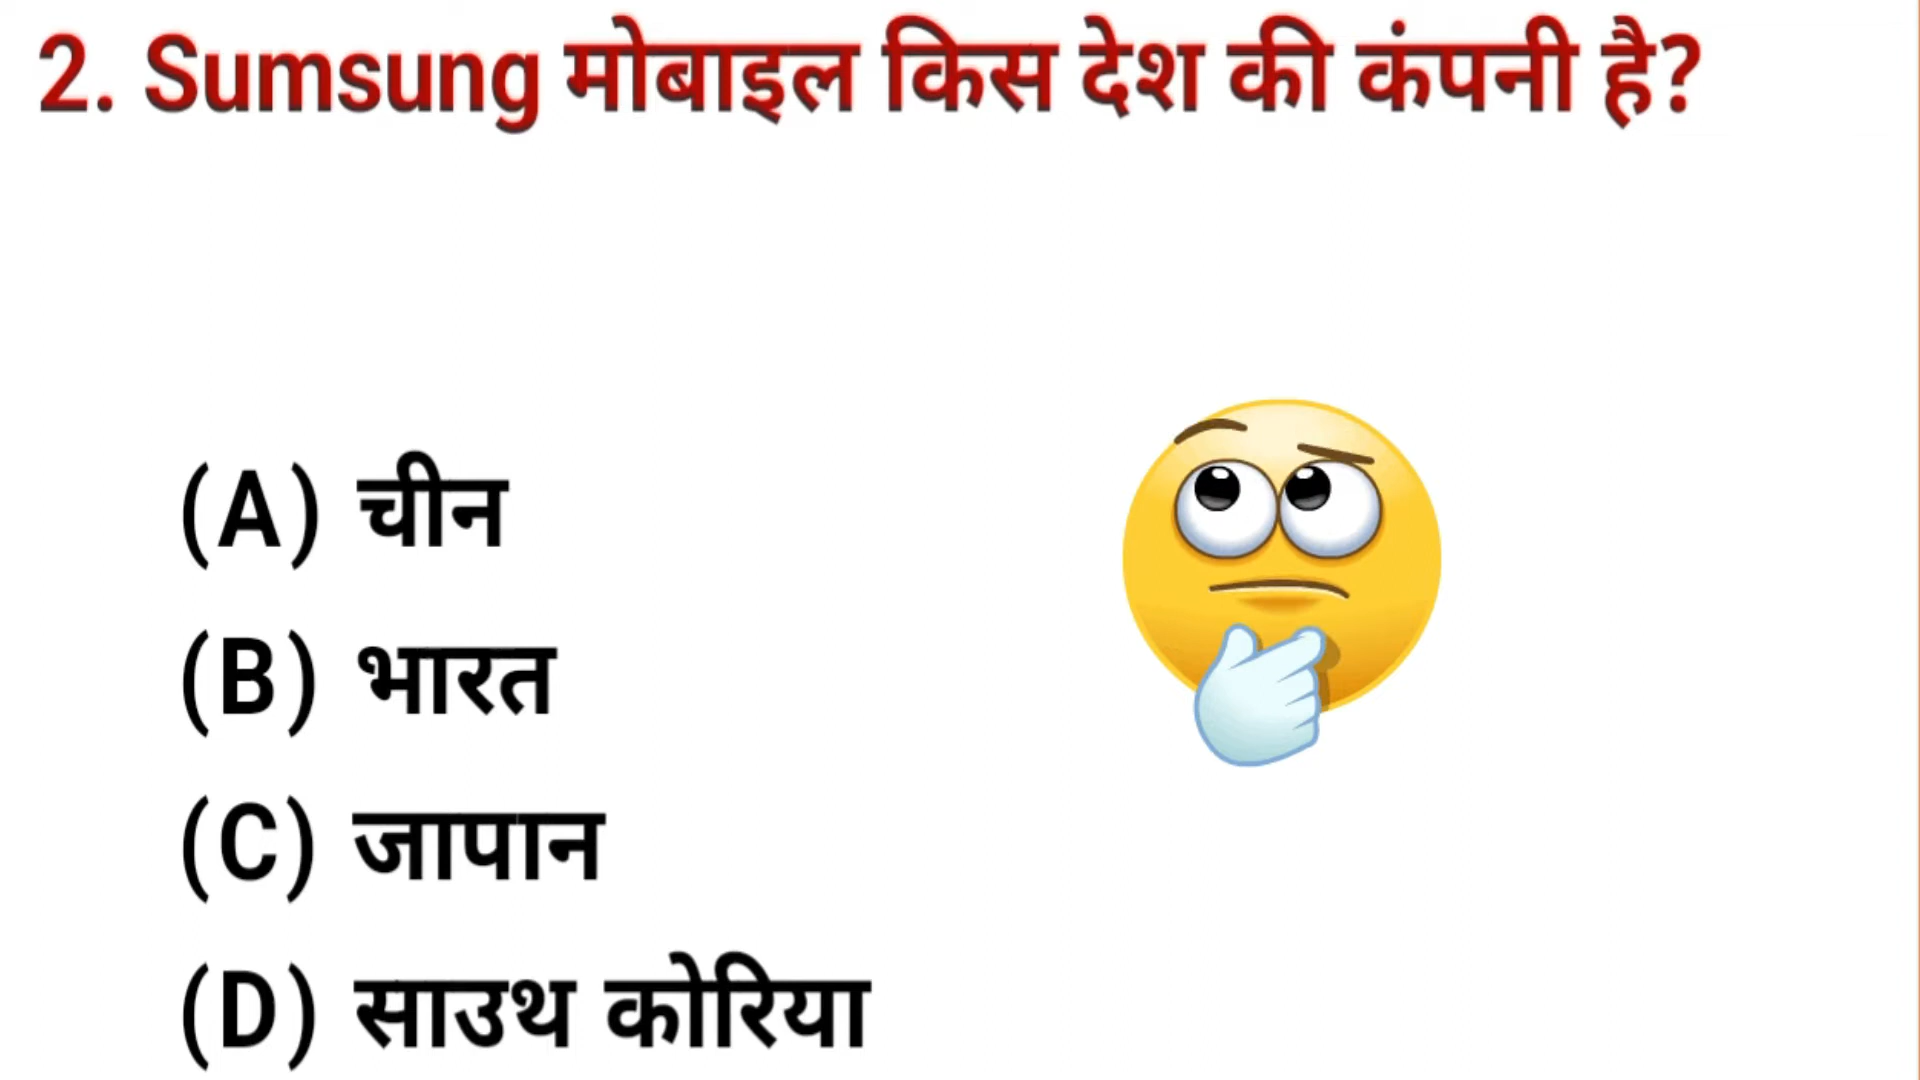 2. Sumsung मोबाइल किस देश की कंपनी है?
(A) चीन
(B) भारत
(C) जापान
(D) साउथ कोरिया